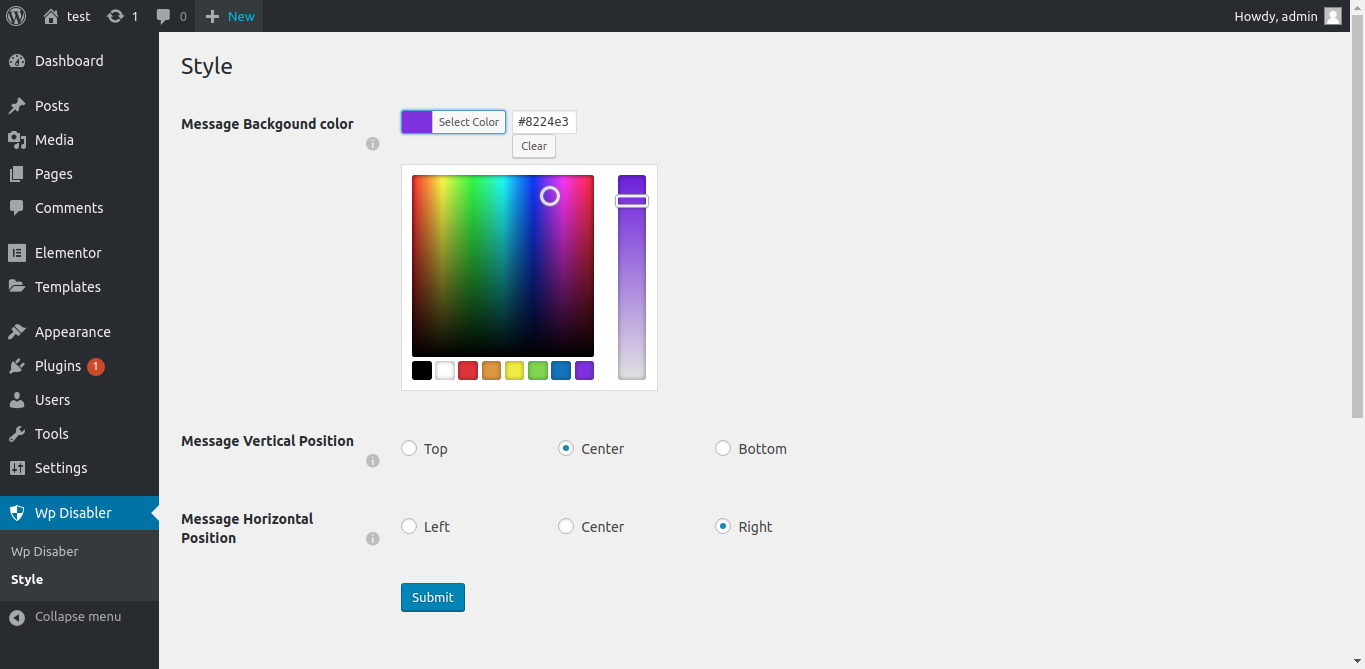 test 1 0 New Howdy, admin
Dashboard
Posts
Media
Pages
Comments
Elementor
Templates
Appearance
Plugins 1
Users
Tools
Settings
Wp Disabler
Wp Disaber
Style
Collapse menu
Style
Message Backgound color
Select Color #8224e3
Clear
Message Vertical Position
Top Center Bottom
Message Horizontal
Position
Left Center Right
Submit